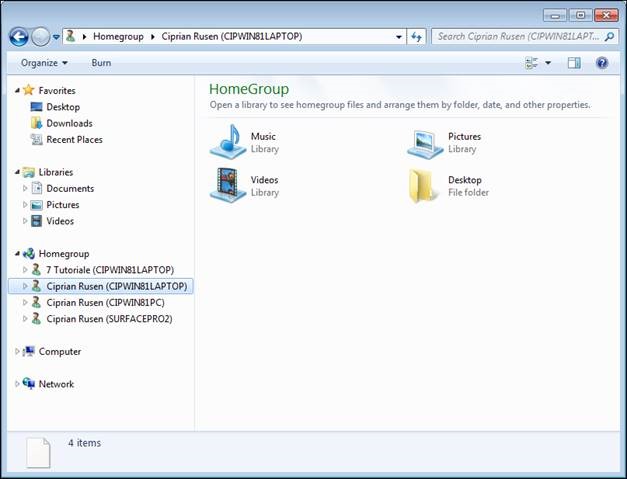 Homegroup Ciprian Rusen (CIPWIN81LAPTOP) Search Ciprian Rusen (CIPWIN81LAPT...
Organize Burn
Favorites
Desktop
Downloads
Recent Places
Libraries
Documents
Pictures
Videos
Homegroup
7 Tutoriale (CIPWIN81LAPTOP)
Ciprian Rusen (CIPWIN81LAPTOP)
Ciprian Rusen (CIPWIN81PC)
Ciprian Rusen (SURFACEPRO2)
Computer
Network
HomeGroup
Open a library to see homegroup files and arrange them by folder, date, and other properties.
Music
Library
Pictures
Library
Videos
Library
Desktop
File folder
4 items